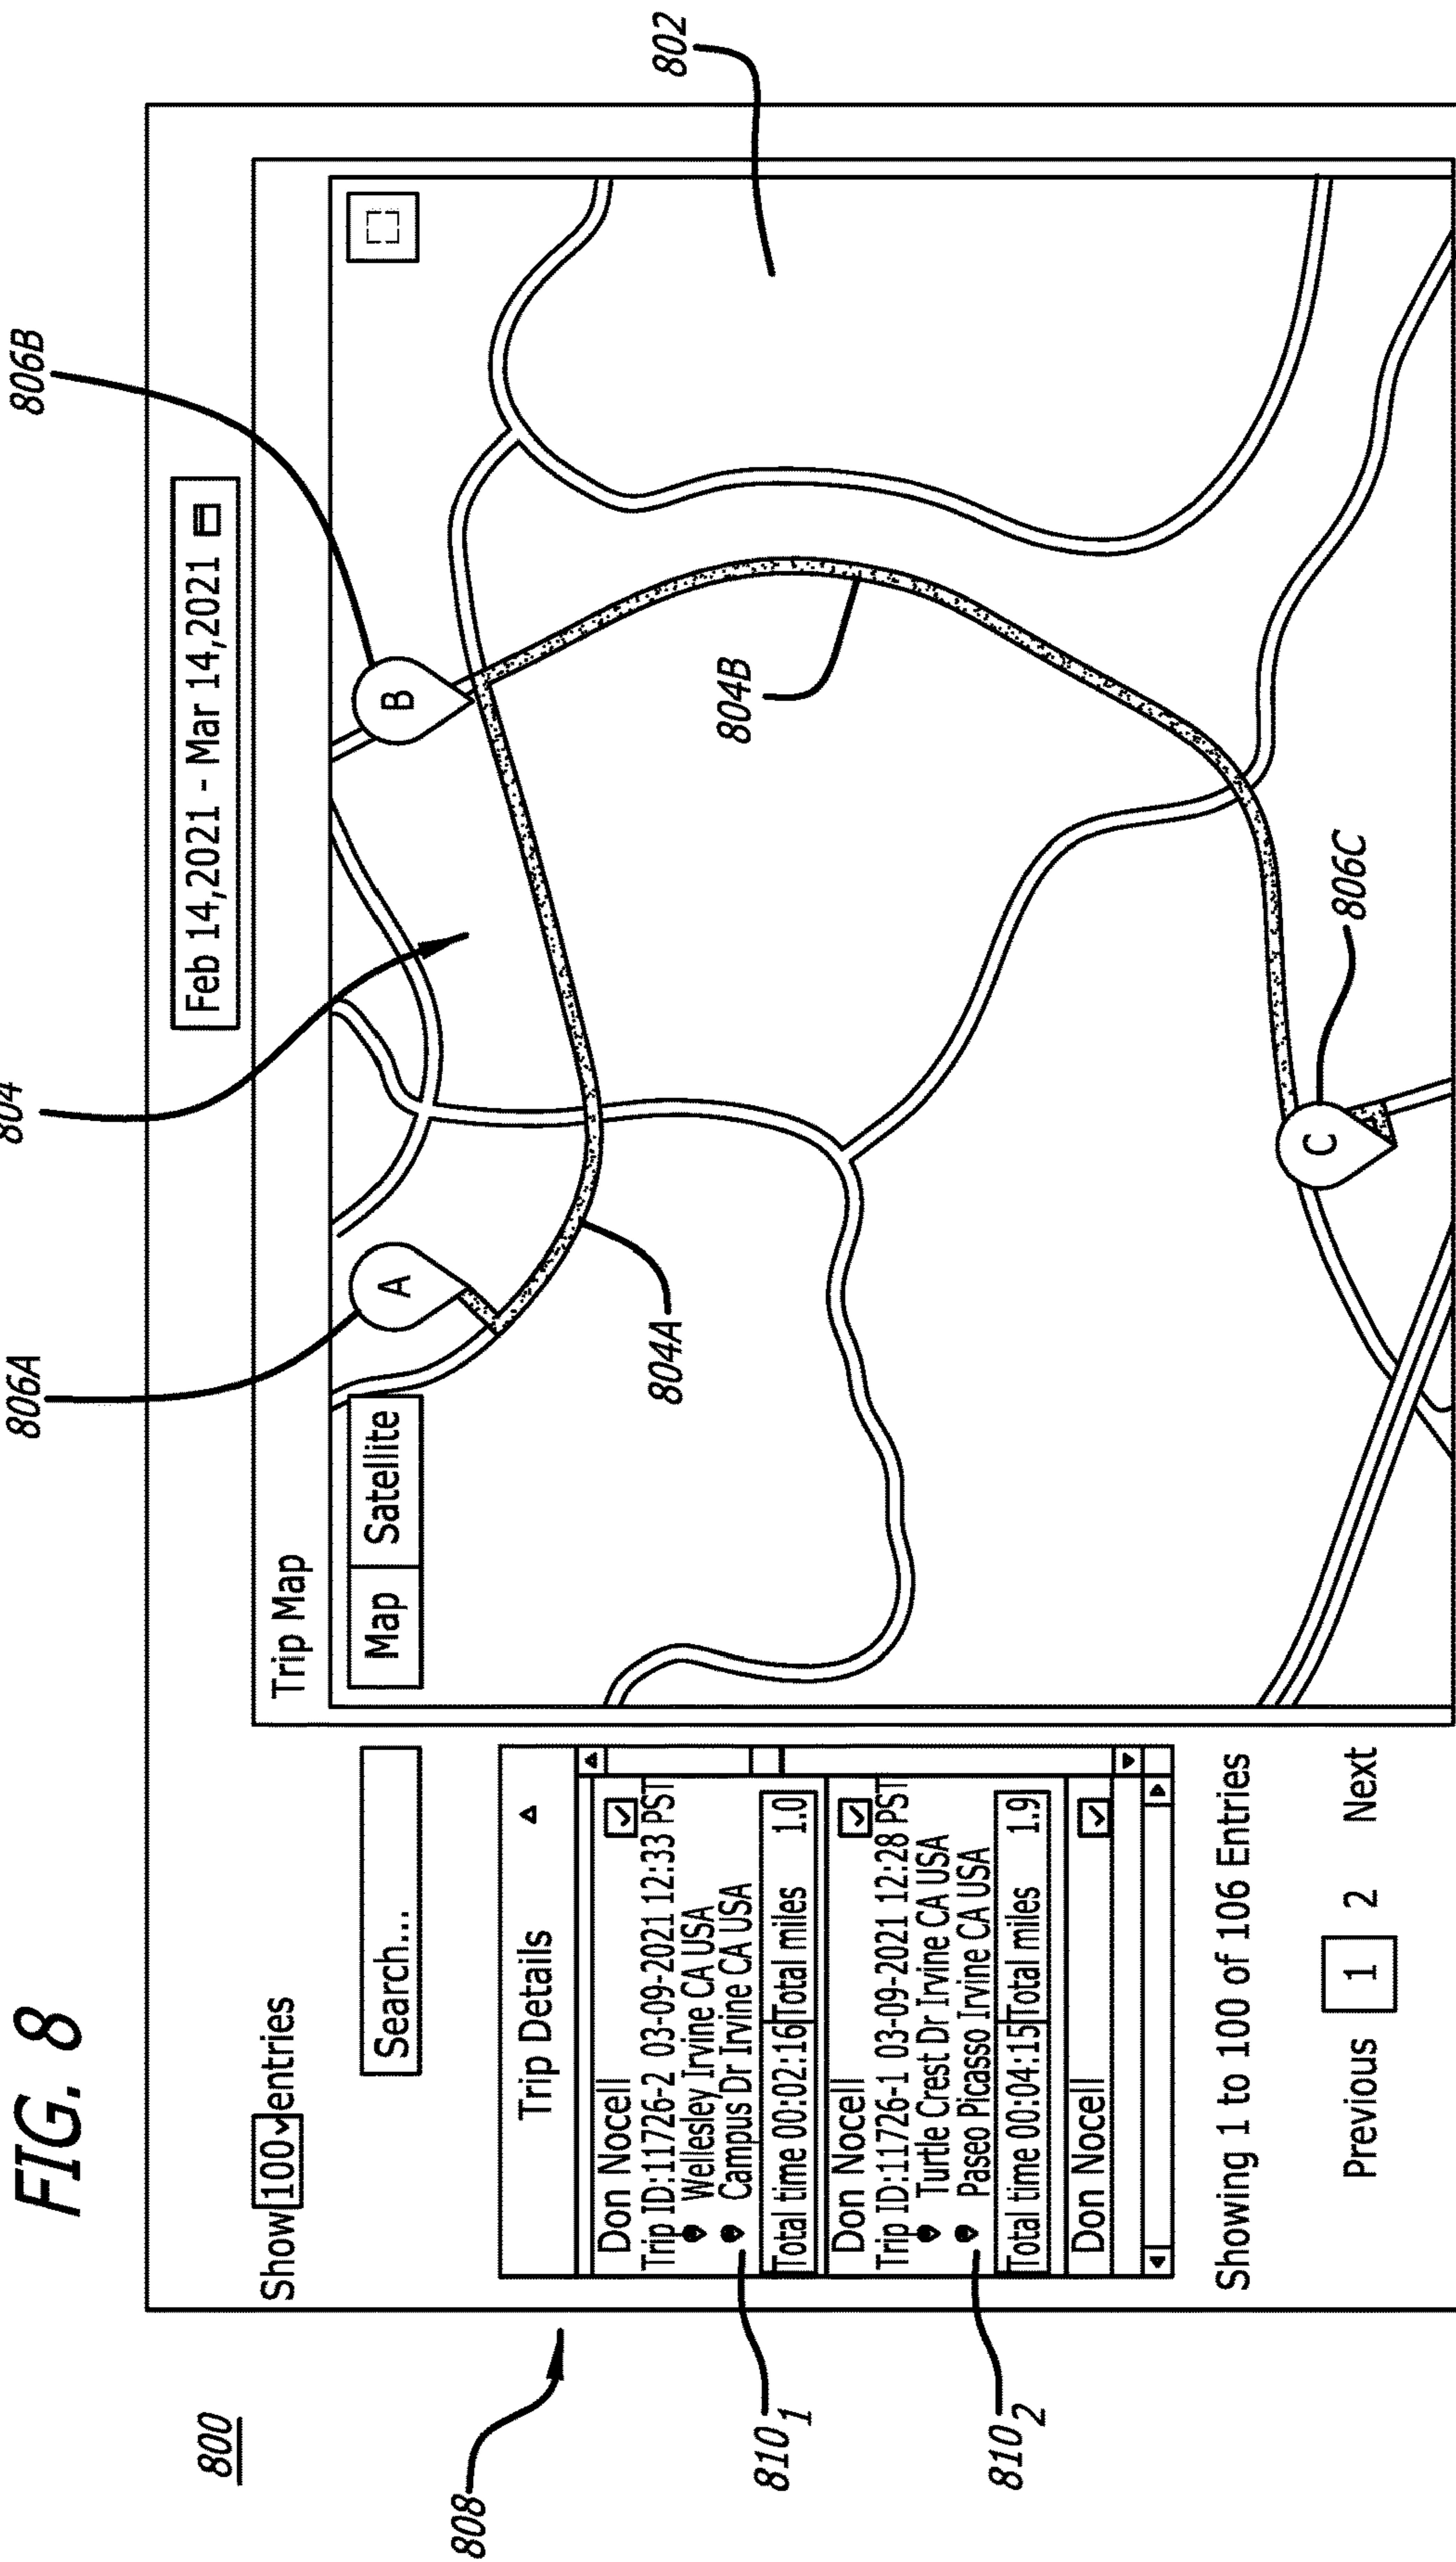 FIG. 8
800
Show 100 entries
Feb 14,2021 - Mar 14,2021
806A
804
806B
Search...
Trip Map
Map
Satellite
A
B
808
Trip Details
Don Nocell
Trip ID:11726-2 03-09-2021 12:33 PST
Wellesley Irvine CA USA
Campus Dr Irvine CA USA
Total time 00:02:16 Total miles 1.0
810 1
Don Nocell
Trip ID:11726-1 03-09-2021 12:28 PST
Turtle Crest Dr Irvine CA USA
Paseo Picasso Irvine CA USA
Total time 00:04:15 Total miles 1.9
810 2
Don Nocell
804A
804B
802
Showing 1 to 100 of 106 Entries
C
806C
Previous 1 2 Next